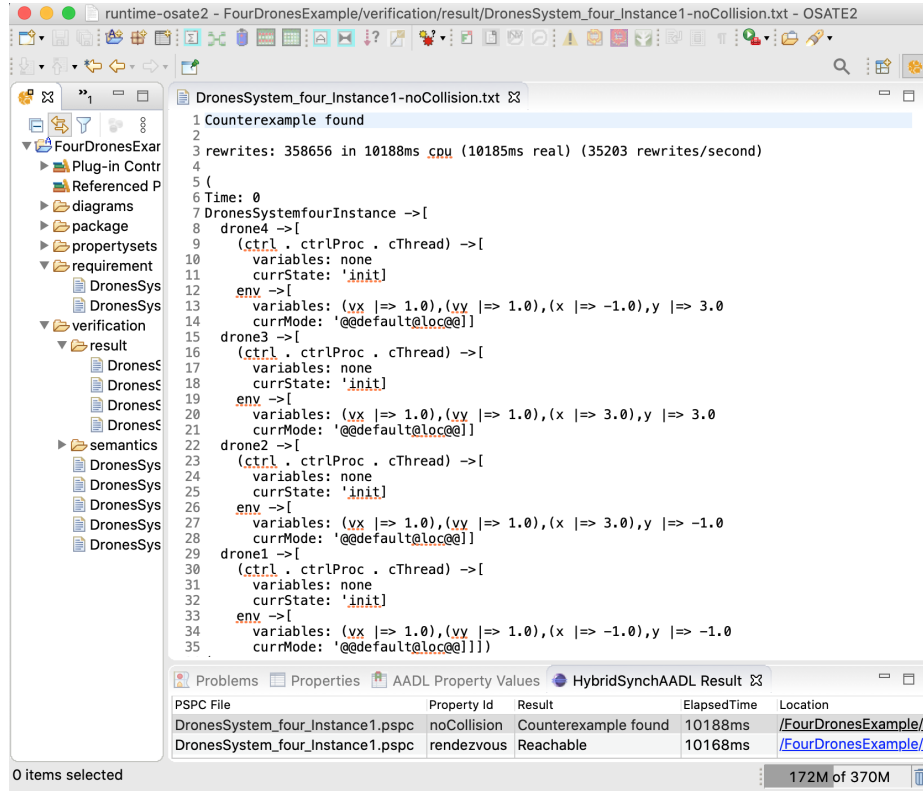 runtime-osate2 - FourDronesExample/verification/result/DronesSystem_four_Instance1-noCollision.txt - OSATE2
»1
FourDronesExar
Plug-in Contr
Referenced P
diagrams
package
propertysets
requirement
DronesSys
DronesSys
verification
result
DronesS
DronesS
DronesS
DronesS
semantics
DronesSys
DronesSys
DronesSys
DronesSys
DronesSys
DronesSystem_four_Instance1-noCollision.txt
1 Counterexample found
2
3 rewrites: 358656 in 10188ms cpu (10185ms real) (35203 rewrites/second)
4
5 (
6 Time: 0
7 DronesSystemfourInstance ->[
8 drone4 ->[
9 (ctrl . ctrlProc . cThread) ->[
10 variables: none
11 currState: 'init]
12 env ->[
13 variables: (vx |=> 1.0),(vy |=> 1.0),(x |=> -1.0),y |=> 3.0
14 currMode: '@@default@loc@@]]
15 drone3 ->[
16 (ctrl . ctrlProc . cThread) ->[
17 variables: none
18 currState: 'init]
19 env ->[
20 variables: (vx |=> 1.0),(vy |=> 1.0),(x |=> 3.0),y |=> 3.0
21 currMode: '@@default@loc@@]]
22 drone2 ->[
23 (ctrl . ctrlProc . cThread) ->[
24 variables: none
25 currState: 'init]
26 env ->[
27 variables: (vx |=> 1.0),(vy |=> 1.0),(x |=> 3.0),y |=> -1.0
28 currMode: '@@default@loc@@]]
29 drone1 ->[
30 (ctrl . ctrlProc . cThread) ->[
31 variables: none
32 currState: 'init]
33 env ->[
34 variables: (vx |=> 1.0),(vy |=> 1.0),(x |=> -1.0),y |=> -1.0
35 currMode: '@@default@loc@@]]])
Problems Properties AADL Property Values HybridSynchAADL Result
PSPC File Property Id Result ElapsedTime Location
DronesSystem_four_Instance1.pspc noCollision Counterexample found 10188ms /FourDronesExample/
DronesSystem_four_Instance1.pspc rendezvous Reachable 10168ms /FourDronesExample/
0 items selected
172M of 370M